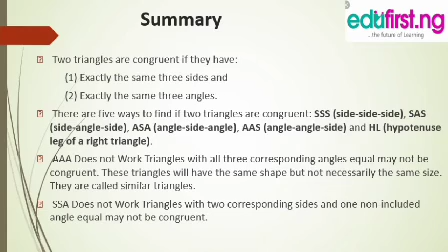 Summary
edufirst.ng
...the future of Learning
Two triangles are congruent if they have:
(1) Exactly the same three sides and
(2) Exactly the same three angles.
There are five ways to find if two triangles are congruent: SSS (side-side-side), SAS
(side-angle-side), ASA (angle-side-angle), AAS (angle-angle-side) and HL (hypotenuse
leg of a right triangle).
AAA Does not Work Triangles with all three corresponding angles equal may not be
congruent. These triangles will have the same shape but not necessarily the same size.
They are called similar triangles.
SSA Does not Work Triangles with two corresponding sides and one non included
angle equal may not be congruent.